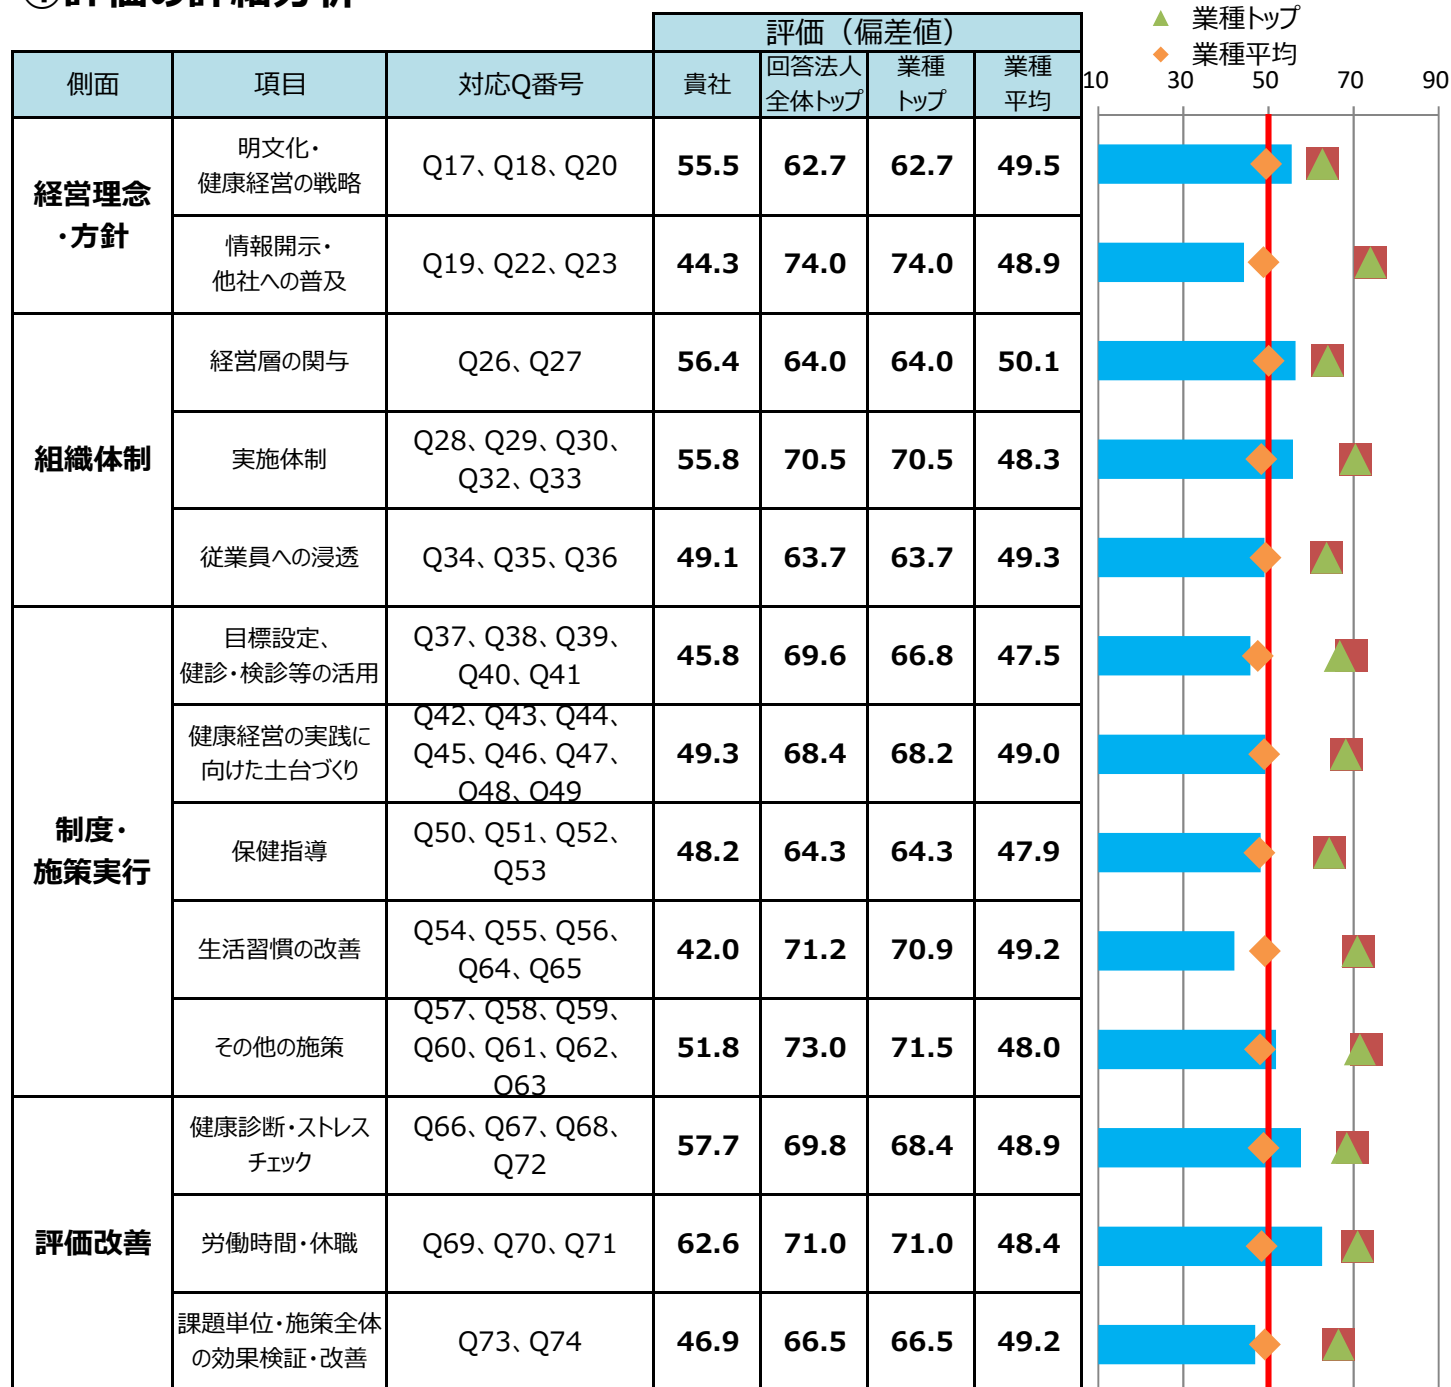 ①評価の詳細分析
業種トップ
業種平均
評価（偏差値）
側面 項目 対応Q番号 貴社 回答法人 業種 業種
全体トップ トップ 平均
10 30 50 70 90
経営理念
・方針
明文化・
健康経営の戦略
Q17、Q18、Q20 55.5 62.7 62.7 49.5
情報開示・
他社への普及
Q19、Q22、Q23 44.3 74.0 74.0 48.9
組織体制
経営層の関与 Q26、Q27 56.4 64.0 64.0 50.1
実施体制
Q28、Q29、Q30、
Q32、Q33
55.8 70.5 70.5 48.3
従業員への浸透 Q34、Q35、Q36 49.1 63.7 63.7 49.3
制度・
施策実行
目標設定、
健診・検診等の活用
Q37、Q38、Q39、
Q40、Q41
45.8 69.6 66.8 47.5
健康経営の実践に
向けた土台づくり
Q42、Q43、Q44、
Q45、Q46、Q47、
Q48、Q49
49.3 68.4 68.2 49.0
保健指導
Q50、Q51、Q52、
Q53
48.2 64.3 64.3 47.9
生活習慣の改善
Q54、Q55、Q56、
Q64、Q65
42.0 71.2 70.9 49.2
その他の施策
Q57、Q58、Q59、
Q60、Q61、Q62、
Q63
51.8 73.0 71.5 48.0
評価改善
健康診断・ストレス
チェック
Q66、Q67、Q68、
Q72
57.7 69.8 68.4 48.9
労働時間・休職 Q69、Q70、Q71 62.6 71.0 71.0 48.4
課題単位・施策全体
の効果検証・改善
Q73、Q74 46.9 66.5 66.5 49.2